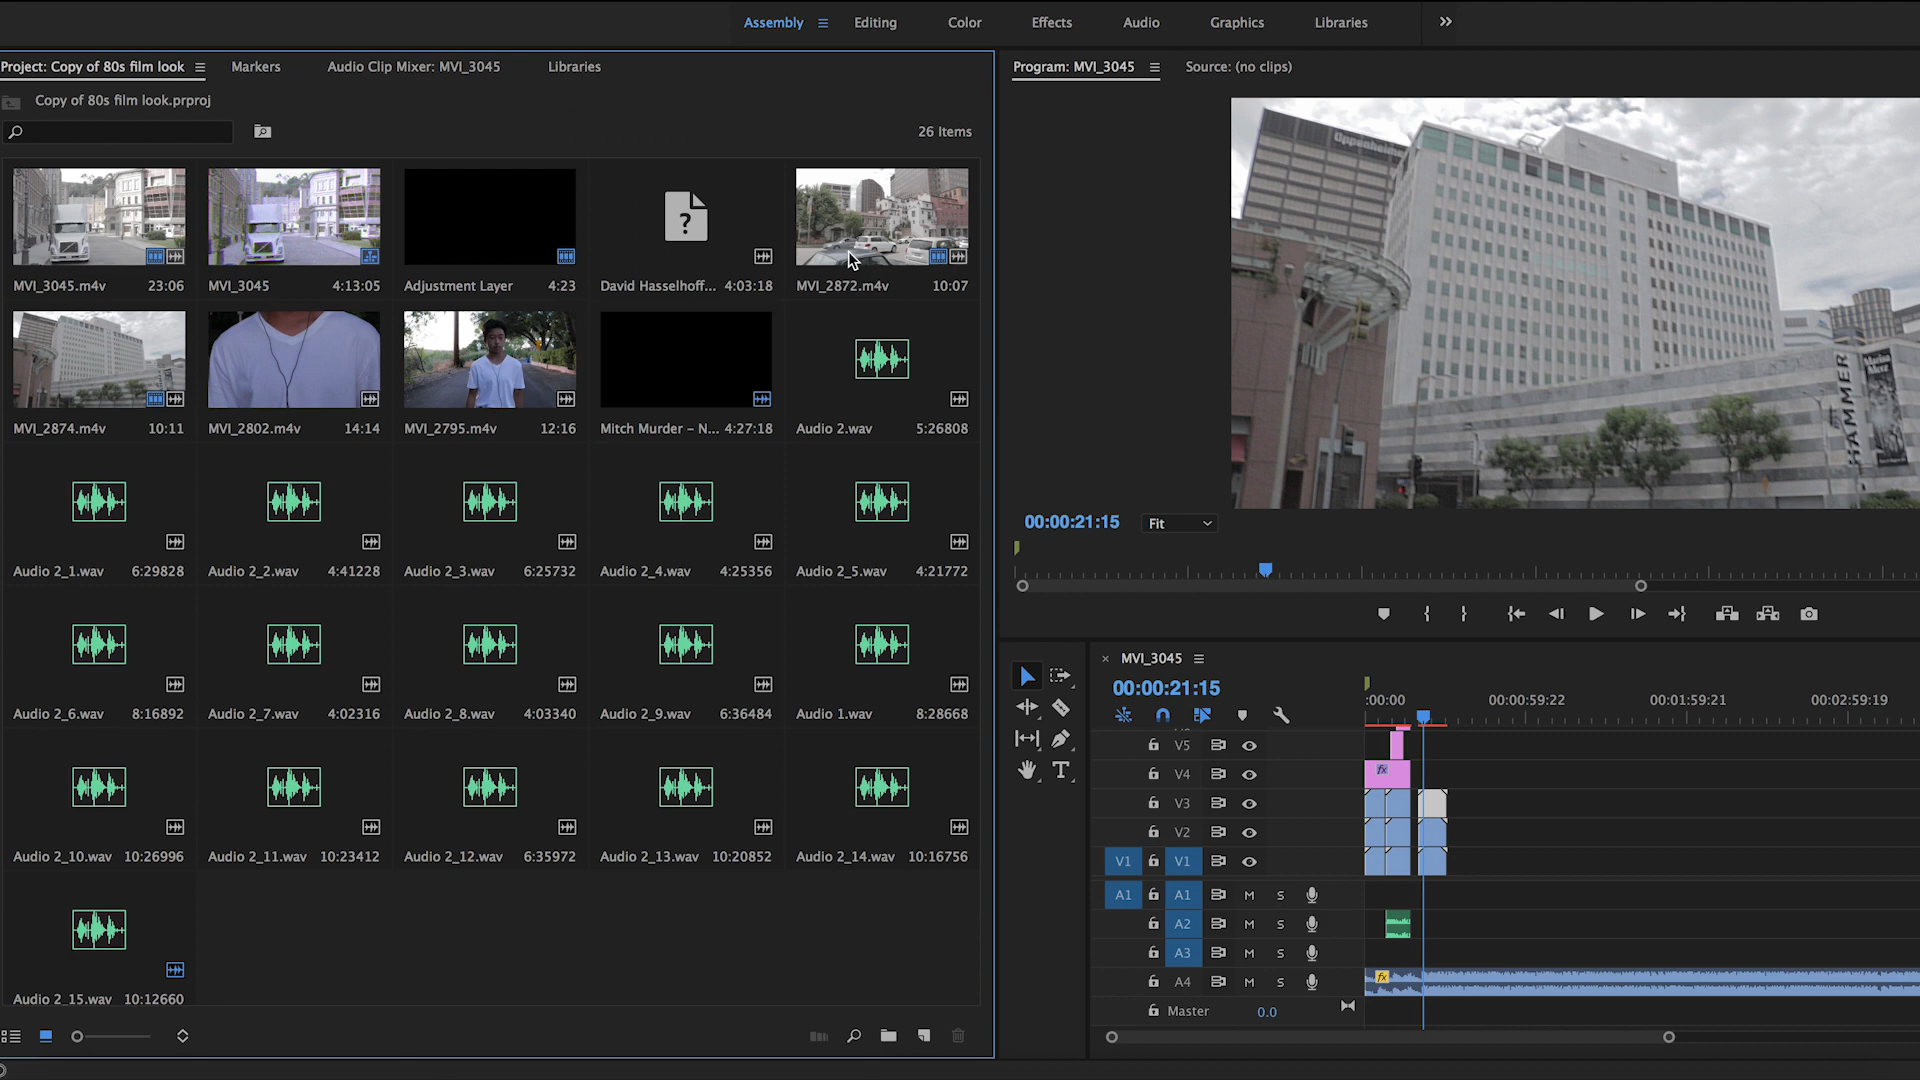 Assembly Editing Color Effects Audio Graphics Libraries
Project: Copy of 80s film look Markers Audio Clip Mixer: MVI_3045 Libraries
Copy of 80s film look.prproj
26 Items
MVI_3045.m4v 23:06 MVI_3045 4:13:05 Adjustment Layer 4:23 David Hasselhoff... 4:03:18 MVI_2872.m4v 10:07
MVI_2874.m4v 10:11 MVI_2802.m4v 14:14 MVI_2795.m4v 12:16 Mitch Murder – N... 4:27:18 Audio 2.wav 5:26808
Audio 2_1.wav 6:29828 Audio 2_2.wav 4:41228 Audio 2_3.wav 6:25732 Audio 2_4.wav 4:25356 Audio 2_5.wav 4:21772
Audio 2_6.wav 8:16892 Audio 2_7.wav 4:02316 Audio 2_8.wav 4:03340 Audio 2_9.wav 6:36484 Audio 1.wav 8:28668
Audio 2_10.wav 10:26996 Audio 2_11.wav 10:23412 Audio 2_12.wav 6:35972 Audio 2_13.wav 10:20852 Audio 2_14.wav 10:16756
Audio 2_15.wav 10:12660
Program: MVI_3045 Source: (no clips)
Oppenheime
HAMMER
00:00:21:15 Fit
MVI_3045
00:00:21:15
:00:00 00:00:59:22 00:01:59:21 00:02:59:19
V5
V4 fx
V3
V2
V1 V1
A1 A1 M S
A2 M S
A3 M S
A4 M S fx
Master 0.0